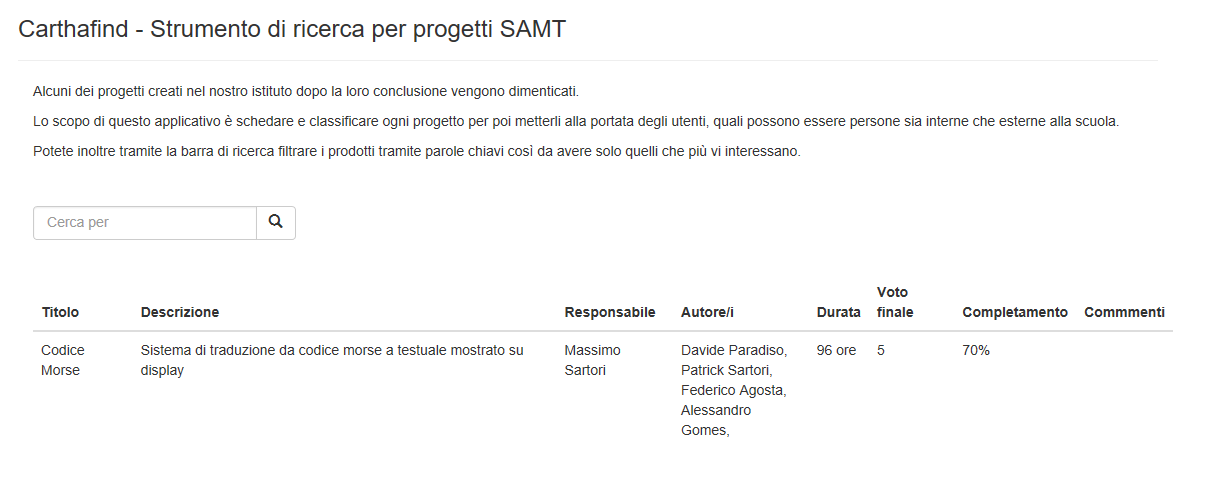 Carthafind - Strumento di ricerca per progetti SAMT
Alcuni dei progetti creati nel nostro istituto dopo la loro conclusione vengono dimenticati.
Lo scopo di questo applicativo è schedare e classificare ogni progetto per poi metterli alla portata degli utenti, quali possono essere persone sia interne che esterne alla scuola.
Potete inoltre tramite la barra di ricerca filtrare i prodotti tramite parole chiavi così da avere solo quelli che più vi interessano.
Cerca per
Titolo Descrizione Responsabile Autore/i Durata Voto finale Completamento Commmenti
Codice Morse Sistema di traduzione da codice morse a testuale mostrato su display Massimo Sartori Davide Paradiso, Patrick Sartori, Federico Agosta, Alessandro Gomes, 96 ore 5 70%